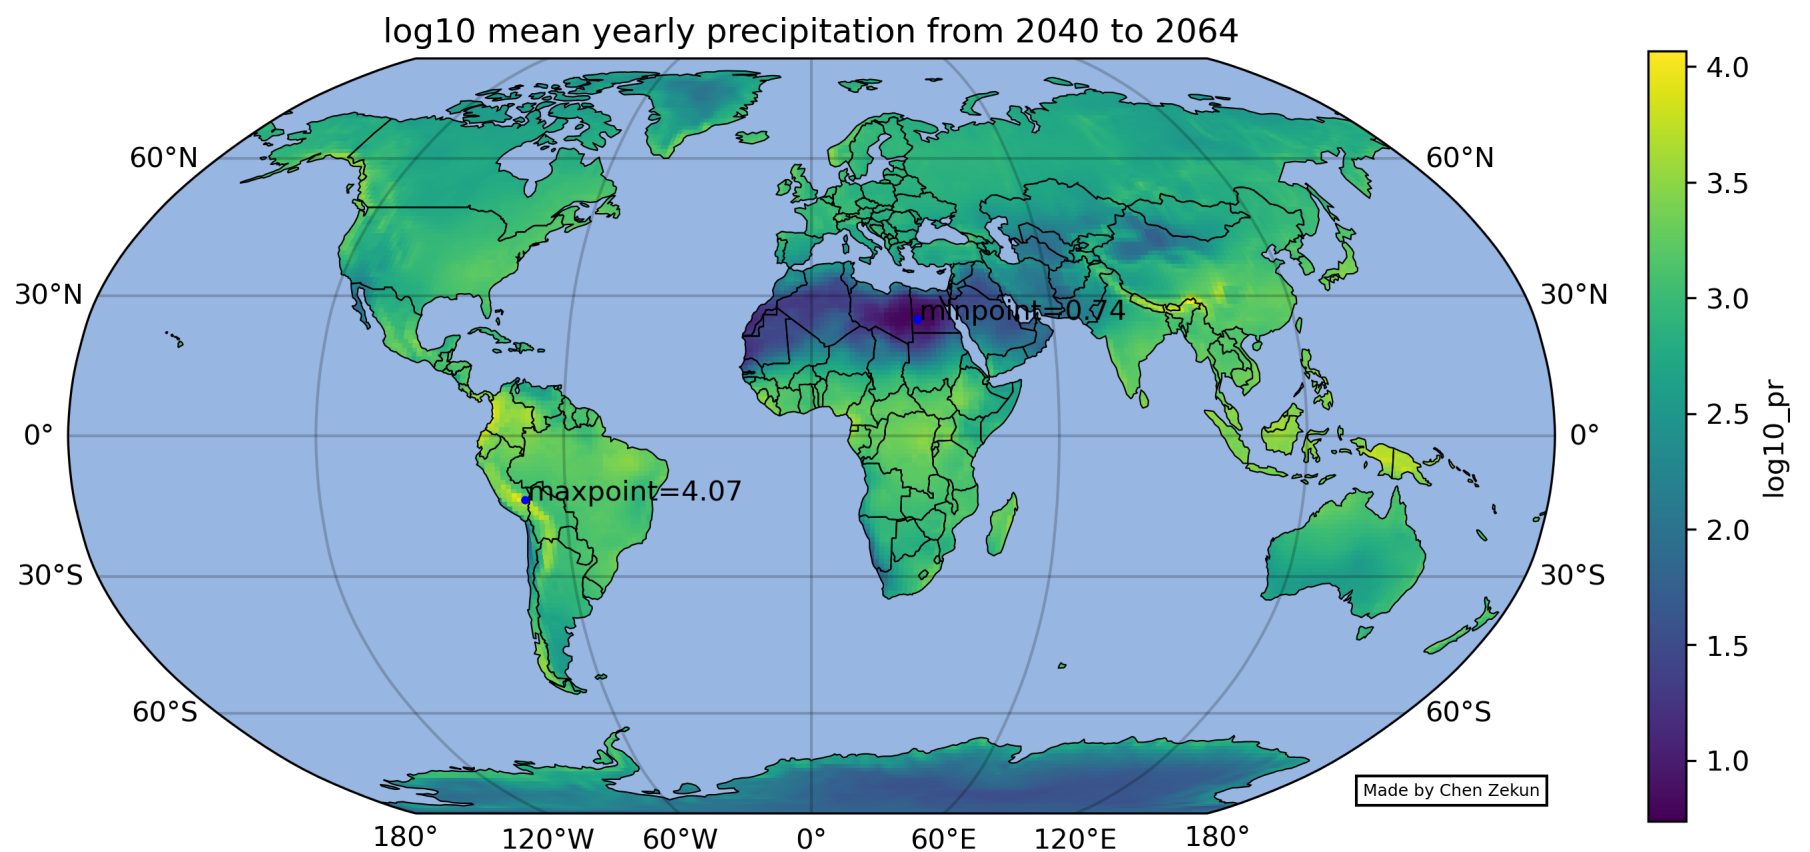 log10 mean yearly precipitation from 2040 to 2064
60°N
60°N
30°N
30°N
0°
0°
30°S
30°S
60°S
60°S
minpoint=0.74
maxpoint=4.07
Made by Chen Zekun
180°
120°W
60°W
0°
60°E
120°E
180°
4.0
3.5
3.0
2.5
2.0
1.5
1.0
log10_pr